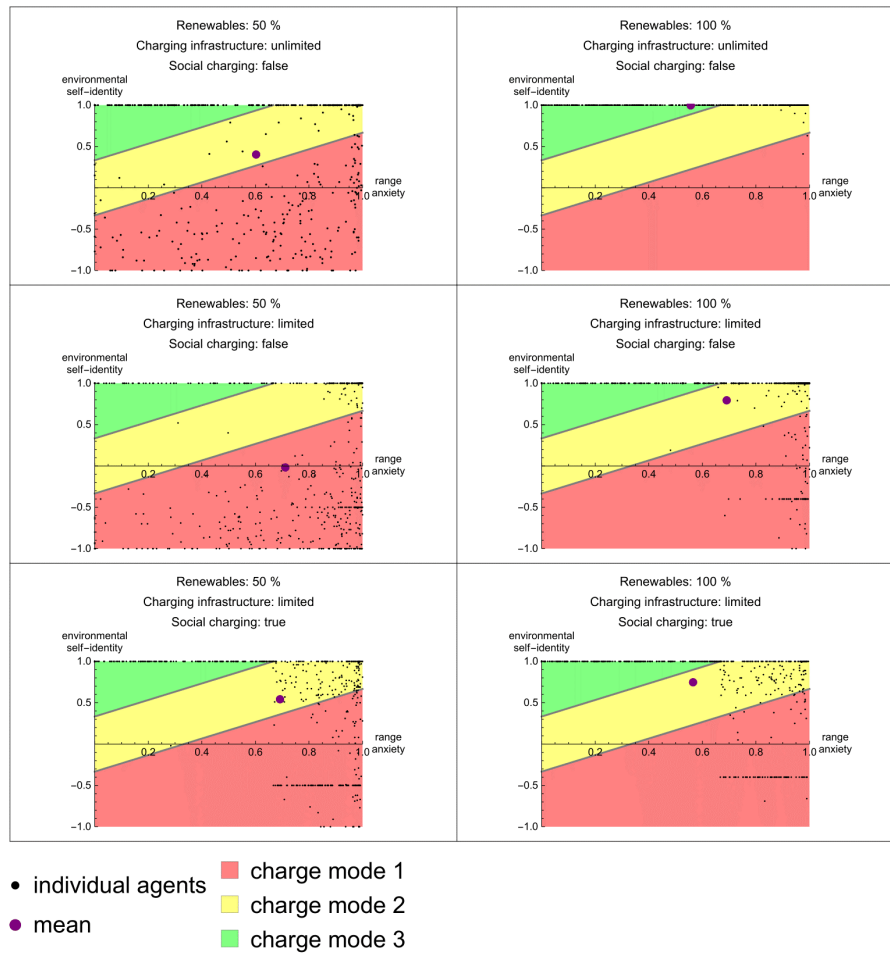 Renewables: 50 %
Charging infrastructure: unlimited
Social charging: false
environmental
self-identity
1.0
0.5
range
anxiety
0.2
0.4
0.6
0.8
1.0
-0.5
-1.0
Renewables: 100 %
Charging infrastructure: unlimited
Social charging: false
environmental
self-identity
1.0
0.5
range
anxiety
0.2
0.4
0.6
0.8
1.0
-0.5
-1.0
Renewables: 50 %
Charging infrastructure: limited
Social charging: false
environmental
self-identity
1.0
0.5
range
anxiety
0.2
0.4
0.6
0.8
1.0
-0.5
-1.0
Renewables: 100 %
Charging infrastructure: limited
Social charging: false
environmental
self-identity
1.0
0.5
range
anxiety
0.2
0.4
0.6
0.8
1.0
-0.5
-1.0
Renewables: 50 %
Charging infrastructure: limited
Social charging: true
environmental
self-identity
1.0
0.5
range
anxiety
0.2
0.4
0.6
0.8
1.0
-0.5
-1.0
Renewables: 100 %
Charging infrastructure: limited
Social charging: true
environmental
self-identity
1.0
0.5
range
anxiety
0.2
0.4
0.6
0.8
1.0
-0.5
-1.0
individual agents
mean
charge mode 1
charge mode 2
charge mode 3